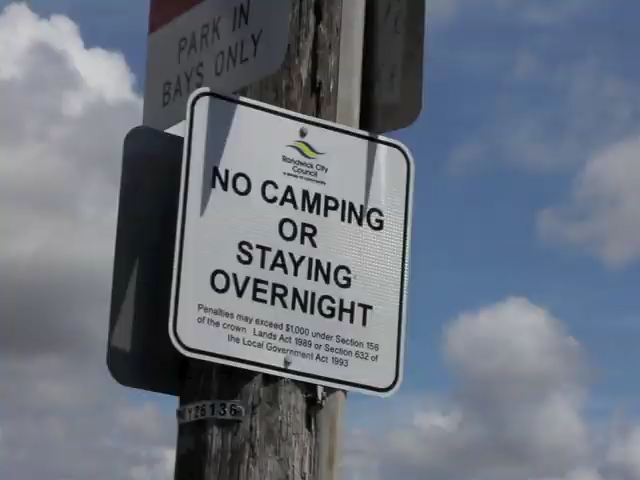 PARK IN
BAYS ONLY
Randwick City
Council
NO CAMPING
OR
STAYING
OVERNIGHT
Penalties may exceed $1,000 under Section 156
of the crown Lands Act 1989 or Section 632 of
the Local Government Act 1993
Y26136